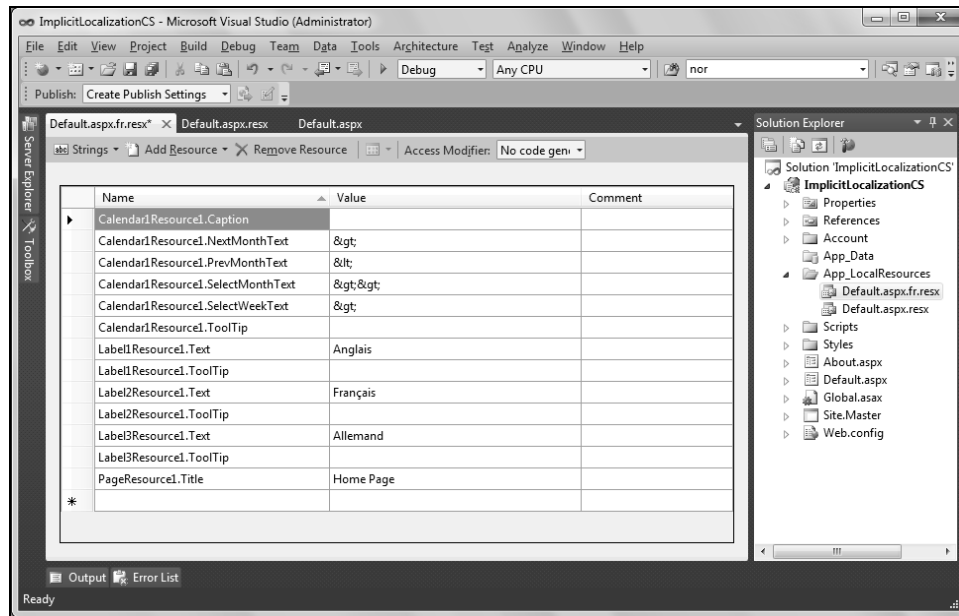 ImplicitLocalizationCS - Microsoft Visual Studio (Administrator)
File Edit View Project Build Debug Team Data Tools Architecture Test Analyze Window Help
Debug Any CPU nor
Publish: Create Publish Settings
Server Explorer
Toolbox
Default.aspx.fr.resx* Default.aspx.resx Default.aspx
abc Strings Add Resource Remove Resource Access Modifier: No code gen
Name Value Comment
Calendar1Resource1.Caption
Calendar1Resource1.NextMonthText &gt;
Calendar1Resource1.PrevMonthText &lt;
Calendar1Resource1.SelectMonthText &gt;&gt;
Calendar1Resource1.SelectWeekText &gt;
Calendar1Resource1.ToolTip
Label1Resource1.Text Anglais
Label1Resource1.ToolTip
Label2Resource1.Text Français
Label2Resource1.ToolTip
Label3Resource1.Text Allemand
Label3Resource1.ToolTip
PageResource1.Title Home Page
Solution Explorer
Solution 'ImplicitLocalizationCS'
ImplicitLocalizationCS
Properties
References
Account
App_Data
App_LocalResources
Default.aspx.fr.resx
Default.aspx.resx
Scripts
Styles
About.aspx
Default.aspx
Global.asax
Site.Master
Web.config
Output Error List
Ready